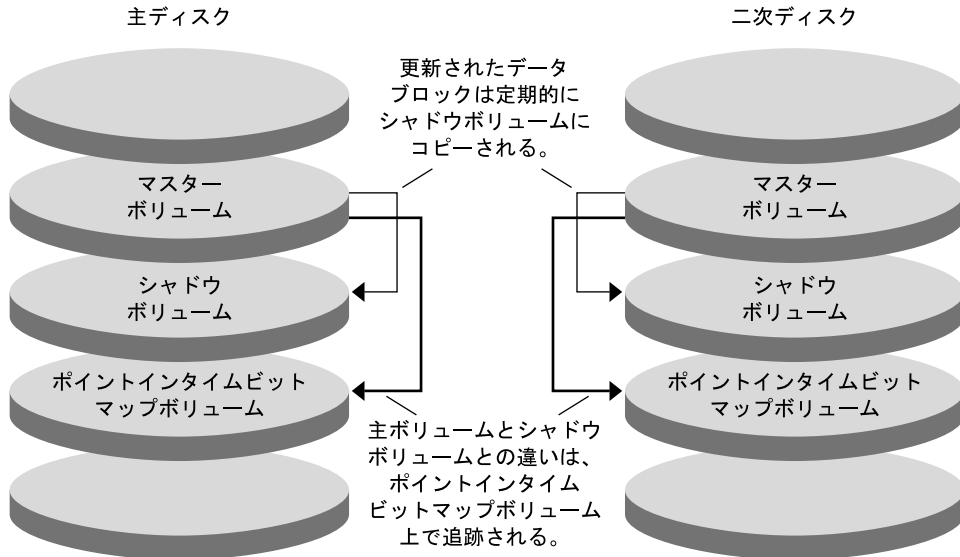 主ディスク
二次ディスク
更新されたデータ
ブロックは定期的に
シャドウボリュームに
コピーされる。
マスター
ボリューム
シャドウ
ボリューム
ポイントインタイムビット
マップボリューム
マスター
ボリューム
シャドウ
ボリューム
ポイントインタイムビット
マップボリューム
主ボリュームとシャドウ
ボリュームとの違いは、
ポイントインタイム
ビットマップボリューム
上で追跡される。